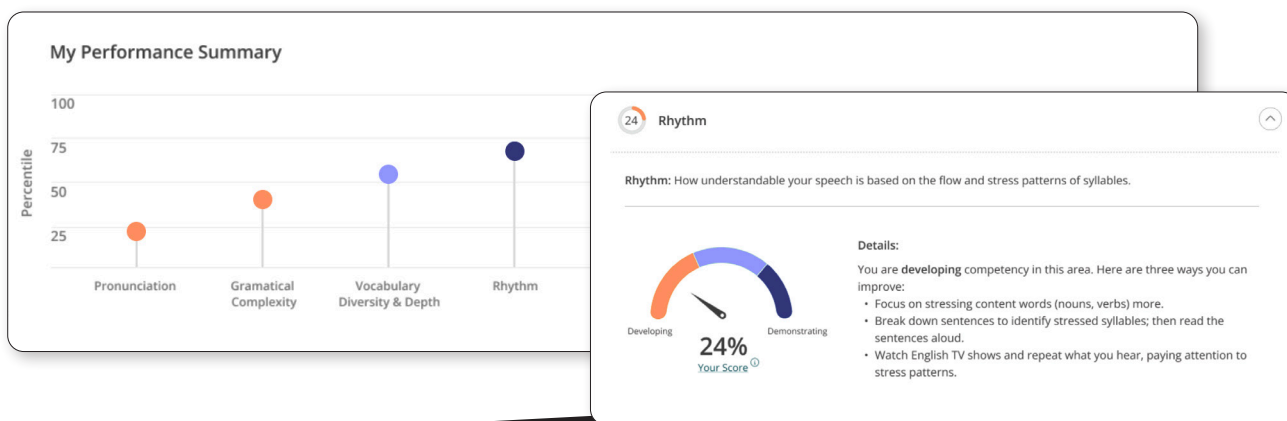 My Performance Summary
100
75
50
25
Percentile
Pronunciation
Gramatical
Complexity
Vocabulary
Diversity & Depth
Rhythm
24 Rhythm
Rhythm: How understandable your speech is based on the flow and stress patterns of syllables.
Developing
Demonstrating
24%
Your Score
Details:
You are developing competency in this area. Here are three ways you can
improve:
• Focus on stressing content words (nouns, verbs) more.
• Break down sentences to identify stressed syllables; then read the
sentences aloud.
• Watch English TV shows and repeat what you hear, paying attention to
stress patterns.